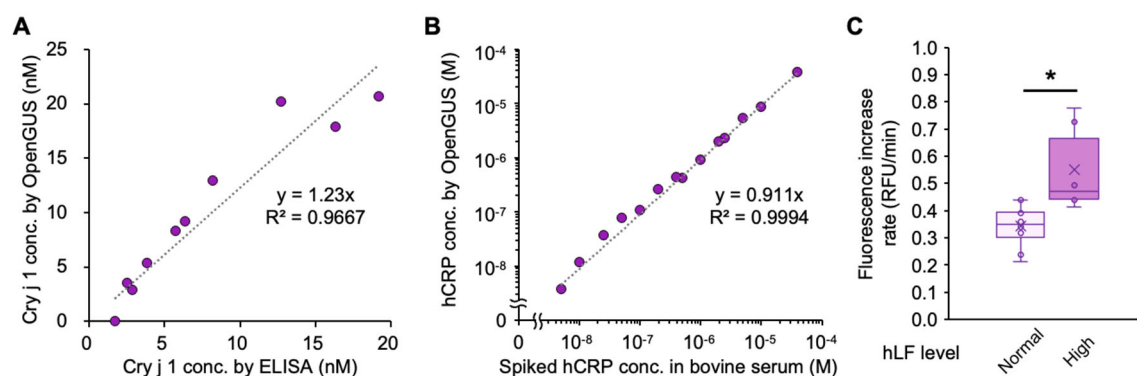 A
Cry j 1 conc. by OpenGUS (nM)
25
20
15
10
5
0
y = 1.23x
R² = 0.9667
0
5
10
15
20
Cry j 1 conc. by ELISA (nM)
B
hCRP conc. by OpenGUS (M)
10⁻⁴
10⁻⁵
10⁻⁶
10⁻⁷
10⁻⁸
0
y = 0.911x
R² = 0.9994
0
10⁻⁸
10⁻⁷
10⁻⁶
10⁻⁵
10⁻⁴
Spiked hCRP conc. in bovine serum (M)
C
Fluorescence increase
rate (RFU/min)
1.0
0.9
0.8
0.7
0.6
0.5
0.4
0.3
0.2
0.1
0
*
hLF level
Normal
High